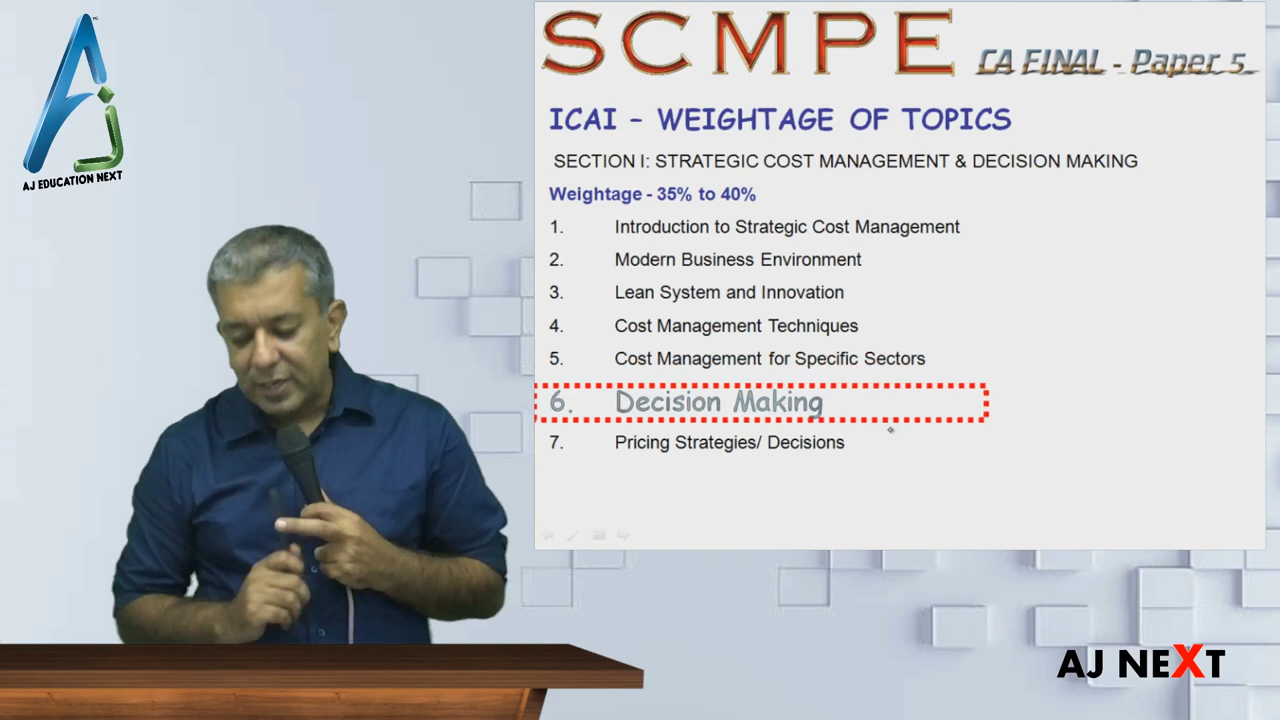 AJ
AJ EDUCATION NEXT
SCMPE
CA FINAL - Paper 5
ICAI – WEIGHTAGE OF TOPICS
SECTION I: STRATEGIC COST MANAGEMENT & DECISION MAKING
Weightage - 35% to 40%
1. Introduction to Strategic Cost Management
2. Modern Business Environment
3. Lean System and Innovation
4. Cost Management Techniques
5. Cost Management for Specific Sectors
6. Decision Making
7. Pricing Strategies/ Decisions
AJ NEXT